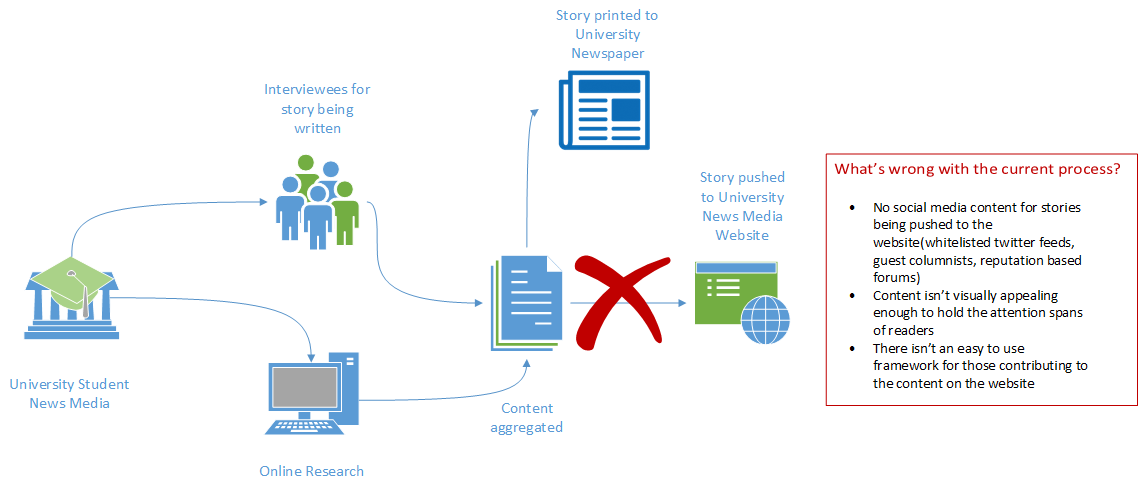 Story printed to
University
Newspaper
Interviewees for
story being
written
Story pushed
to University
News Media
Website
University Student
News Media
Online Research
Content
aggregated
What's wrong with the current process?
• No social media content for stories
being pushed to the
website(whitelisted twitter feeds,
guest columnists, reputation based
forums)
• Content isn't visually appealing
enough to hold the attention spans
of readers
• There isn't an easy to use
framework for those contributing to
the content on the website